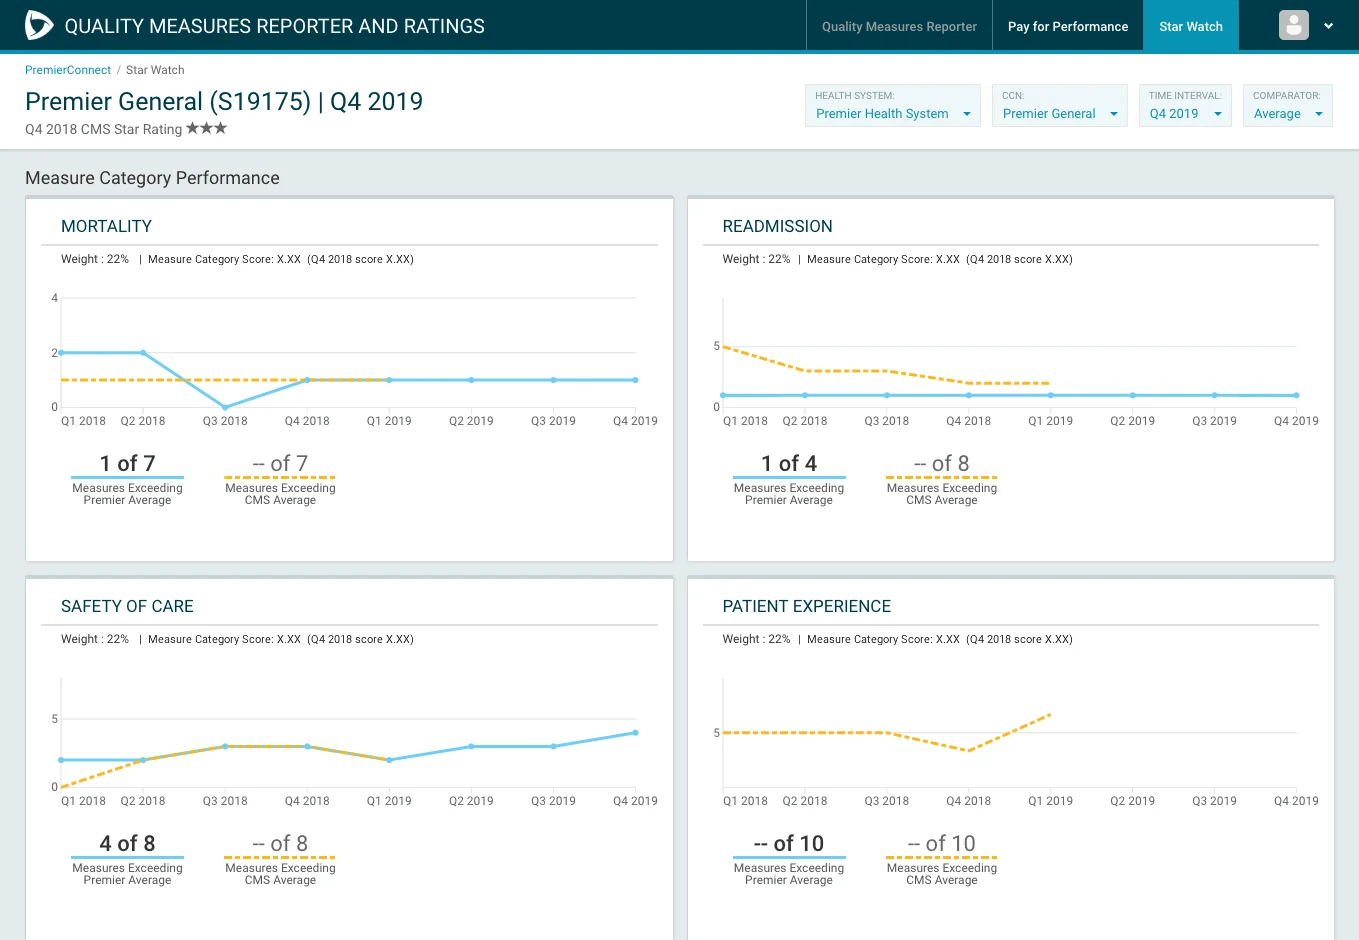 QUALITY MEASURES REPORTER AND RATINGS
Quality Measures Reporter
Pay for Performance
Star Watch
PremierConnect / Star Watch
Premier General (S19175) | Q4 2019
Q4 2018 CMS Star Rating ★★★
HEALTH SYSTEM:
Premier Health System
CCN:
Premier General
TIME INTERVAL:
Q4 2019
COMPARATOR:
Average
Measure Category Performance
MORTALITY
Weight : 22% | Measure Category Score: X.XX (Q4 2018 score X.XX)
4
2
0
Q1 2018 Q2 2018 Q3 2018 Q4 2018 Q1 2019 Q2 2019 Q3 2019 Q4 2019
1 of 7
Measures Exceeding
Premier Average
-- of 7
Measures Exceeding
CMS Average
READMISSION
Weight : 22% | Measure Category Score: X.XX (Q4 2018 score X.XX)
5
0
Q1 2018 Q2 2018 Q3 2018 Q4 2018 Q1 2019 Q2 2019 Q3 2019 Q4 2019
1 of 4
Measures Exceeding
Premier Average
-- of 8
Measures Exceeding
CMS Average
SAFETY OF CARE
Weight : 22% | Measure Category Score: X.XX (Q4 2018 score X.XX)
5
0
Q1 2018 Q2 2018 Q3 2018 Q4 2018 Q1 2019 Q2 2019 Q3 2019 Q4 2019
4 of 8
Measures Exceeding
Premier Average
-- of 8
Measures Exceeding
CMS Average
PATIENT EXPERIENCE
Weight : 22% | Measure Category Score: X.XX (Q4 2018 score X.XX)
5
Q1 2018 Q2 2018 Q3 2018 Q4 2018 Q1 2019 Q2 2019 Q3 2019 Q4 2019
-- of 10
Measures Exceeding
Premier Average
-- of 10
Measures Exceeding
CMS Average